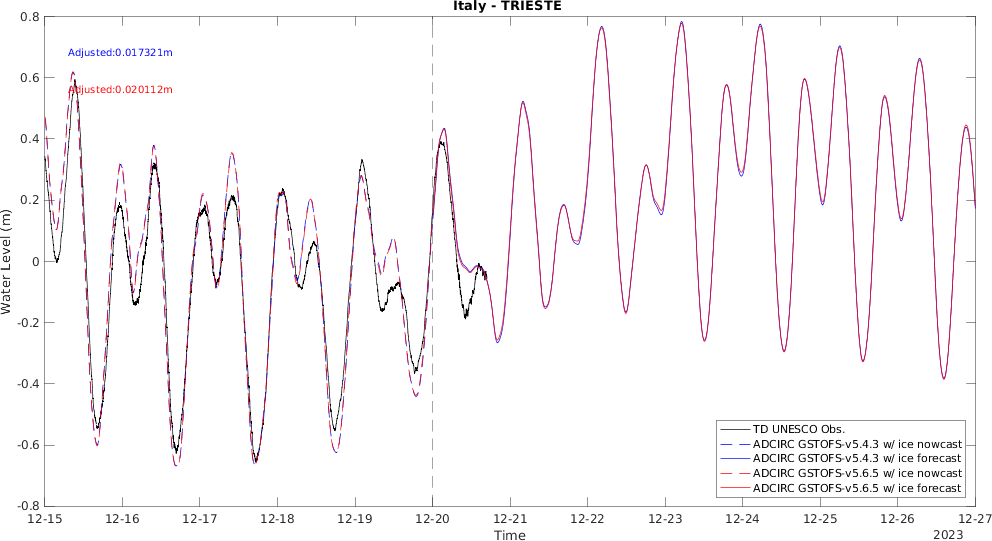 Italy - TRIESTE
Adjusted:0.017321m
Adjusted:0.020112m
Water Level (m)
0.8
0.6
0.4
0.2
0
-0.2
-0.4
-0.6
-0.8
TD UNESCO Obs.
ADCIRC GSTOFS-v5.4.3 w/ ice nowcast
ADCIRC GSTOFS-v5.4.3 w/ ice forecast
ADCIRC GSTOFS-v5.6.5 w/ ice nowcast
ADCIRC GSTOFS-v5.6.5 w/ ice forecast
12-15 12-16 12-17 12-18 12-19 12-20 12-21 12-22 12-23 12-24 12-25 12-26 12-27
Time
2023